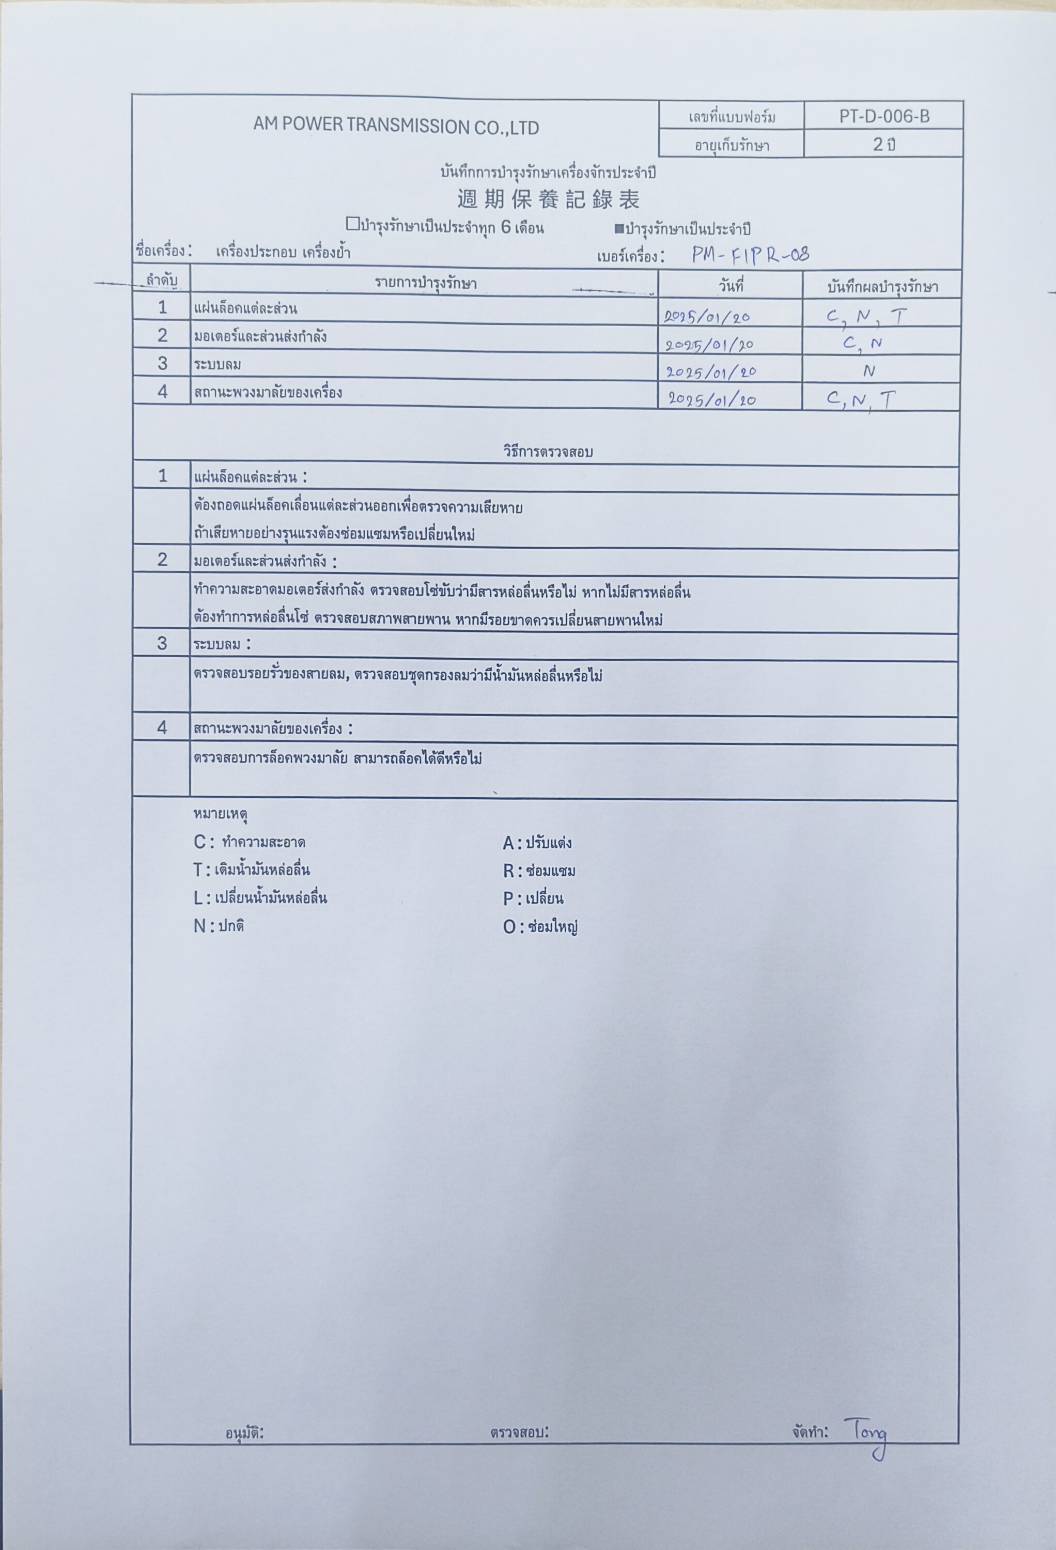 AM POWER TRANSMISSION CO.,LTD
เลขที่แบบฟอร์ม PT-D-006-B
อายุเก็บรักษา 2 ปี
บันทึกการบำรุงรักษาเครื่องจักรประจำปี
週期保養記錄表
☐บำรุงรักษาเป็นประจำทุก 6 เดือน ■บำรุงรักษาเป็นประจำปี
ชื่อเครื่อง: เครื่องประกอบ เครื่องย้ำ เบอร์เครื่อง: PM-FIPR-08
ลำดับ รายการบำรุงรักษา วันที่ บันทึกผลบำรุงรักษา
1 แผ่นล็อคแต่ละส่วน 2025/01/20 C, N, T
2 มอเตอร์และส่วนส่งกำลัง 2025/01/20 C, N
3 ระบบลม 2025/01/20 N
4 สถานะพวงมาลัยของเครื่อง 2025/01/20 C, N, T
วิธีการตรวจสอบ
1 แผ่นล็อคแต่ละส่วน :
ต้องถอดแผ่นล็อคเลื่อนแต่ละส่วนออกเพื่อตรวจความเสียหาย
ถ้าเสียหายอย่างรุนแรงต้องซ่อมแซมหรือเปลี่ยนใหม่
2 มอเตอร์และส่วนส่งกำลัง :
ทำความสะอาดมอเตอร์ส่งกำลัง ตรวจสอบโซ่ขับว่ามีสารหล่อลื่นหรือไม่ หากไม่มีสารหล่อลื่น
ต้องทำการหล่อลื่นโซ่ ตรวจสอบสภาพสายพาน หากมีรอยขาดควรเปลี่ยนสายพานใหม่
3 ระบบลม :
ตรวจสอบรอยรั่วของสายลม, ตรวจสอบชุดกรองลมว่ามีน้ำมันหล่อลื่นหรือไม่
4 สถานะพวงมาลัยของเครื่อง :
ตรวจสอบการล็อคพวงมาลัย สามารถล็อคได้ดีหรือไม่
หมายเหตุ
C : ทำความสะอาด A : ปรับแต่ง
T : เติมน้ำมันหล่อลื่น R : ซ่อมแซม
L : เปลี่ยนน้ำมันหล่อลื่น P : เปลี่ยน
N : ปกติ O : ซ่อมใหญ่
อนุมัติ: ตรวจสอบ: จัดทำ: Tong